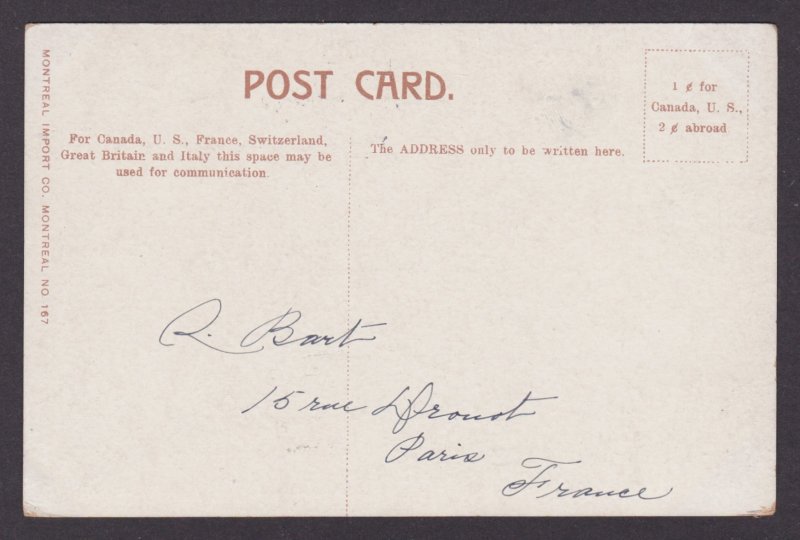 POST CARD.
1 ¢ for
Canada, U. S.,
2 ¢ abroad
For Canada, U. S., France, Switzerland,
Great Britain and Italy this space may be
used for communication.
The ADDRESS only to be written here.
MONTREAL IMPORT CO. MONTREAL NO 167
R. Bart
15 rue Drouot
Paris
France